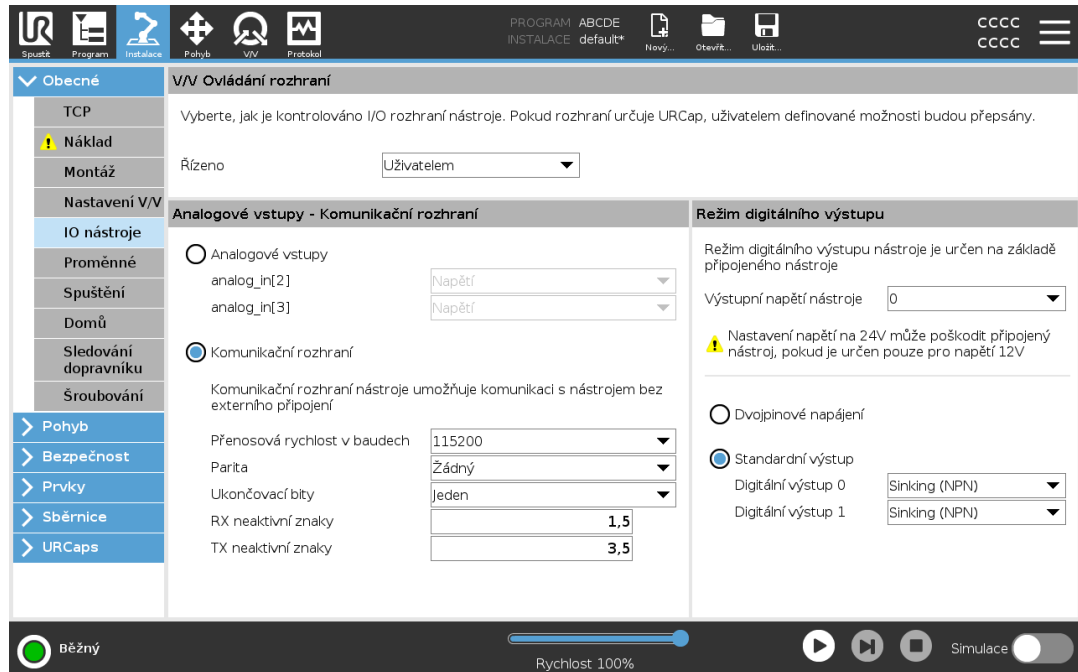 Spustit
Program
Instalace
Pohyb
V/V
Protokol
PROGRAM ABCDE
INSTALACE default*
Nový...
Otevřít...
Uložit...
CCCC
CCCC
Obecné
TCP
Náklad
Montáž
Nastavení V/V
IO nástroje
Proměnné
Spuštění
Domů
Sledování
dopravníku
Šroubování
Pohyb
Bezpečnost
Prvky
Sběrnice
URCaps
V/V Ovládání rozhraní
Vyberte, jak je kontrolováno I/O rozhraní nástroje. Pokud rozhraní určuje URCap, uživatelem definované možnosti budou přepsány.
Řízeno Uživatelem
Analogové vstupy - Komunikační rozhraní
Analogové vstupy
analog_in[2] Napětí
analog_in[3] Napětí
Komunikační rozhraní
Komunikační rozhraní nástroje umožňuje komunikaci s nástrojem bez
externího připojení
Přenosová rychlost v baudech 115200
Parita Žádný
Ukončovací bity Jeden
RX neaktivní znaky 1,5
TX neaktivní znaky 3,5
Režim digitálního výstupu
Režim digitálního výstupu nástroje je určen na základě
připojeného nástroje
Výstupní napětí nástroje 0
Nastavení napětí na 24V může poškodit připojený
nástroj, pokud je určen pouze pro napětí 12V
Dvojpinové napájení
Standardní výstup
Digitální výstup 0 Sinking (NPN)
Digitální výstup 1 Sinking (NPN)
Běžný
Rychlost 100%
Simulace